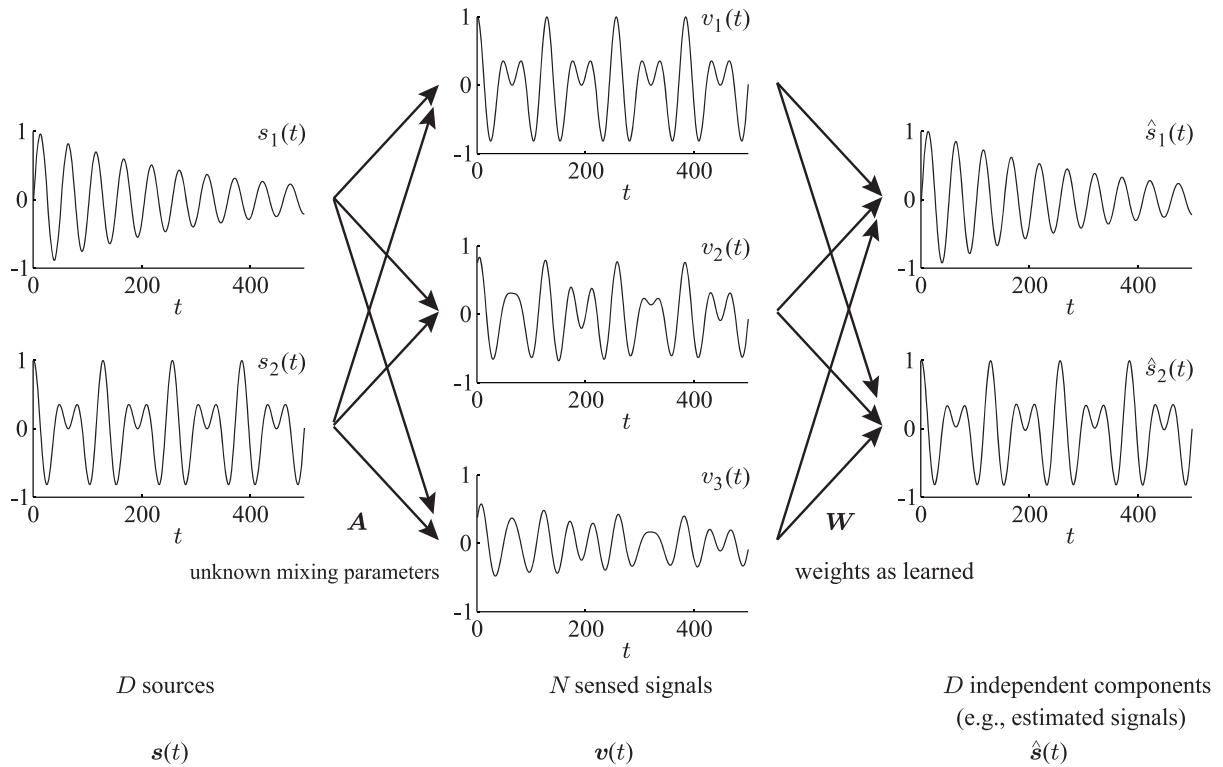 v₁(t)
1
0
-1
0 200 400
t
s₁(t)
1
0
-1
0 200 400
t
ŝ₁(t)
1
0
-1
0 200 400
t
v₂(t)
1
0
-1
0 200 400
t
s₂(t)
1
0
-1
0 200 400
t
ŝ₂(t)
1
0
-1
0 200 400
t
v₃(t)
1
0
-1
0 200 400
t
A
W
unknown mixing parameters
weights as learned
D sources
N sensed signals
D independent components
(e.g., estimated signals)
s(t)
v(t)
ŝ(t)